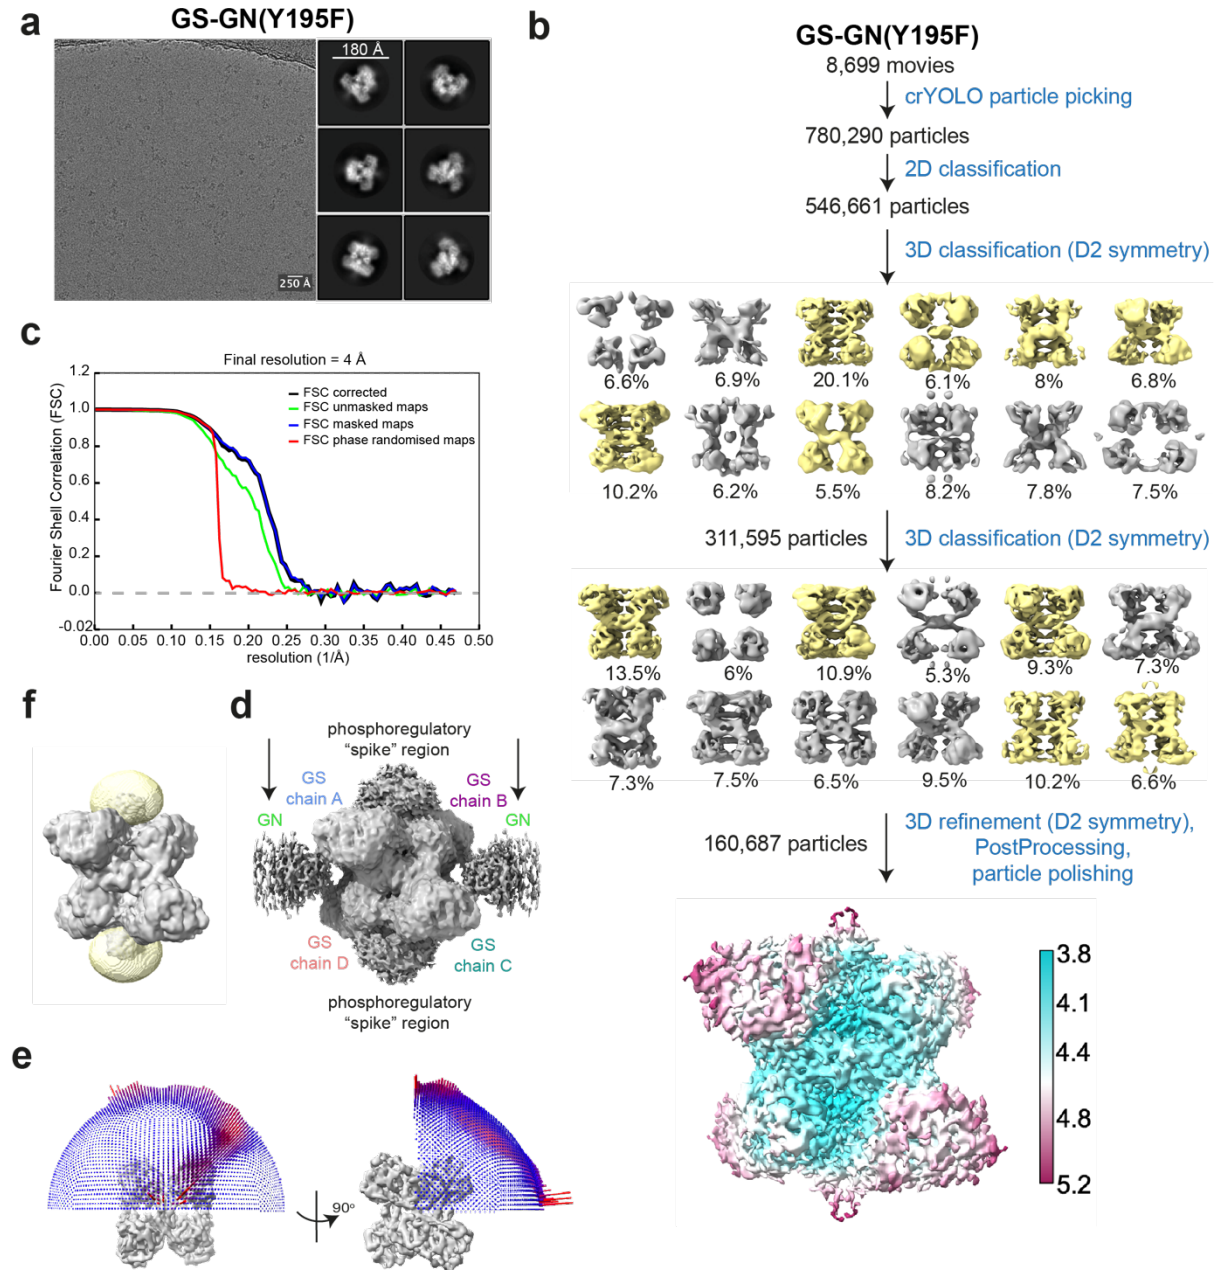 a
GS-GN(Y195F)
180 Å
250 Å
b
GS-GN(Y195F)
8,699 movies
crYOLO particle picking
780,290 particles
2D classification
546,661 particles
3D classification (D2 symmetry)
6.6% 6.9% 20.1% 6.1% 8% 6.8%
10.2% 6.2% 5.5% 8.2% 7.8% 7.5%
311,595 particles 3D classification (D2 symmetry)
13.5% 6% 10.9% 5.3% 9.3% 7.3%
7.3% 7.5% 6.5% 9.5% 10.2% 6.6%
160,687 particles
3D refinement (D2 symmetry),
PostProcessing,
particle polishing
3.8
4.1
4.4
4.8
5.2
c
Final resolution = 4 Å
Fourier Shell Correlation (FSC)
1.0
0.8
0.6
0.4
0.2
0.0
-0.02
FSC corrected
FSC unmasked maps
FSC masked maps
FSC phase randomised maps
0.00 0.05 0.10 0.15 0.20 0.25 0.30 0.35 0.40 0.45 0.50
resolution (1/Å)
f
d
phosphoregulatory
"spike" region
GS
chain A
GS
chain B
GN
GN
GS
chain D
GS
chain C
phosphoregulatory
"spike" region
e
90º